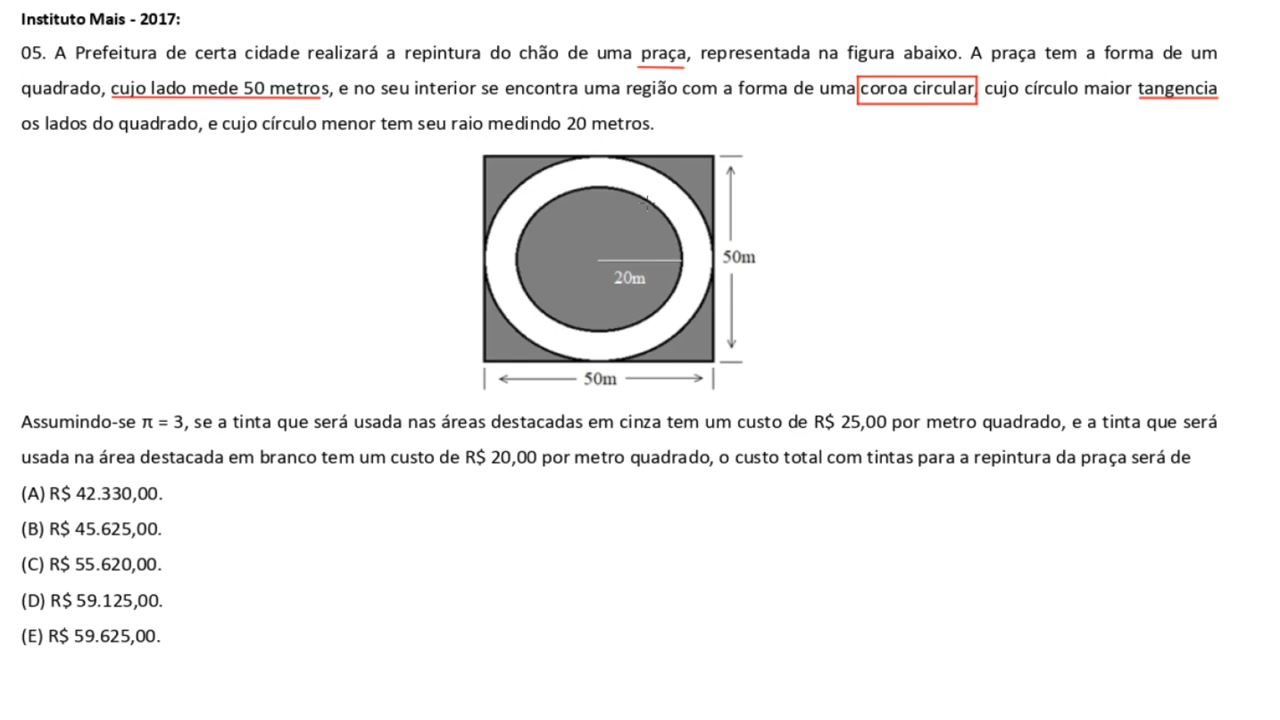 Instituto Mais - 2017:
05. A Prefeitura de certa cidade realizará a repintura do chão de uma praça, representada na figura abaixo. A praça tem a forma de um
quadrado, cujo lado mede 50 metros, e no seu interior se encontra uma região com a forma de uma coroa circular, cujo círculo maior tangencia
os lados do quadrado, e cujo círculo menor tem seu raio medindo 20 metros.
50m
20m
50m
Assumindo-se π = 3, se a tinta que será usada nas áreas destacadas em cinza tem um custo de R$ 25,00 por metro quadrado, e a tinta que será
usada na área destacada em branco tem um custo de R$ 20,00 por metro quadrado, o custo total com tintas para a repintura da praça será de
(A) R$ 42.330,00.
(B) R$ 45.625,00.
(C) R$ 55.620,00.
(D) R$ 59.125,00.
(E) R$ 59.625,00.